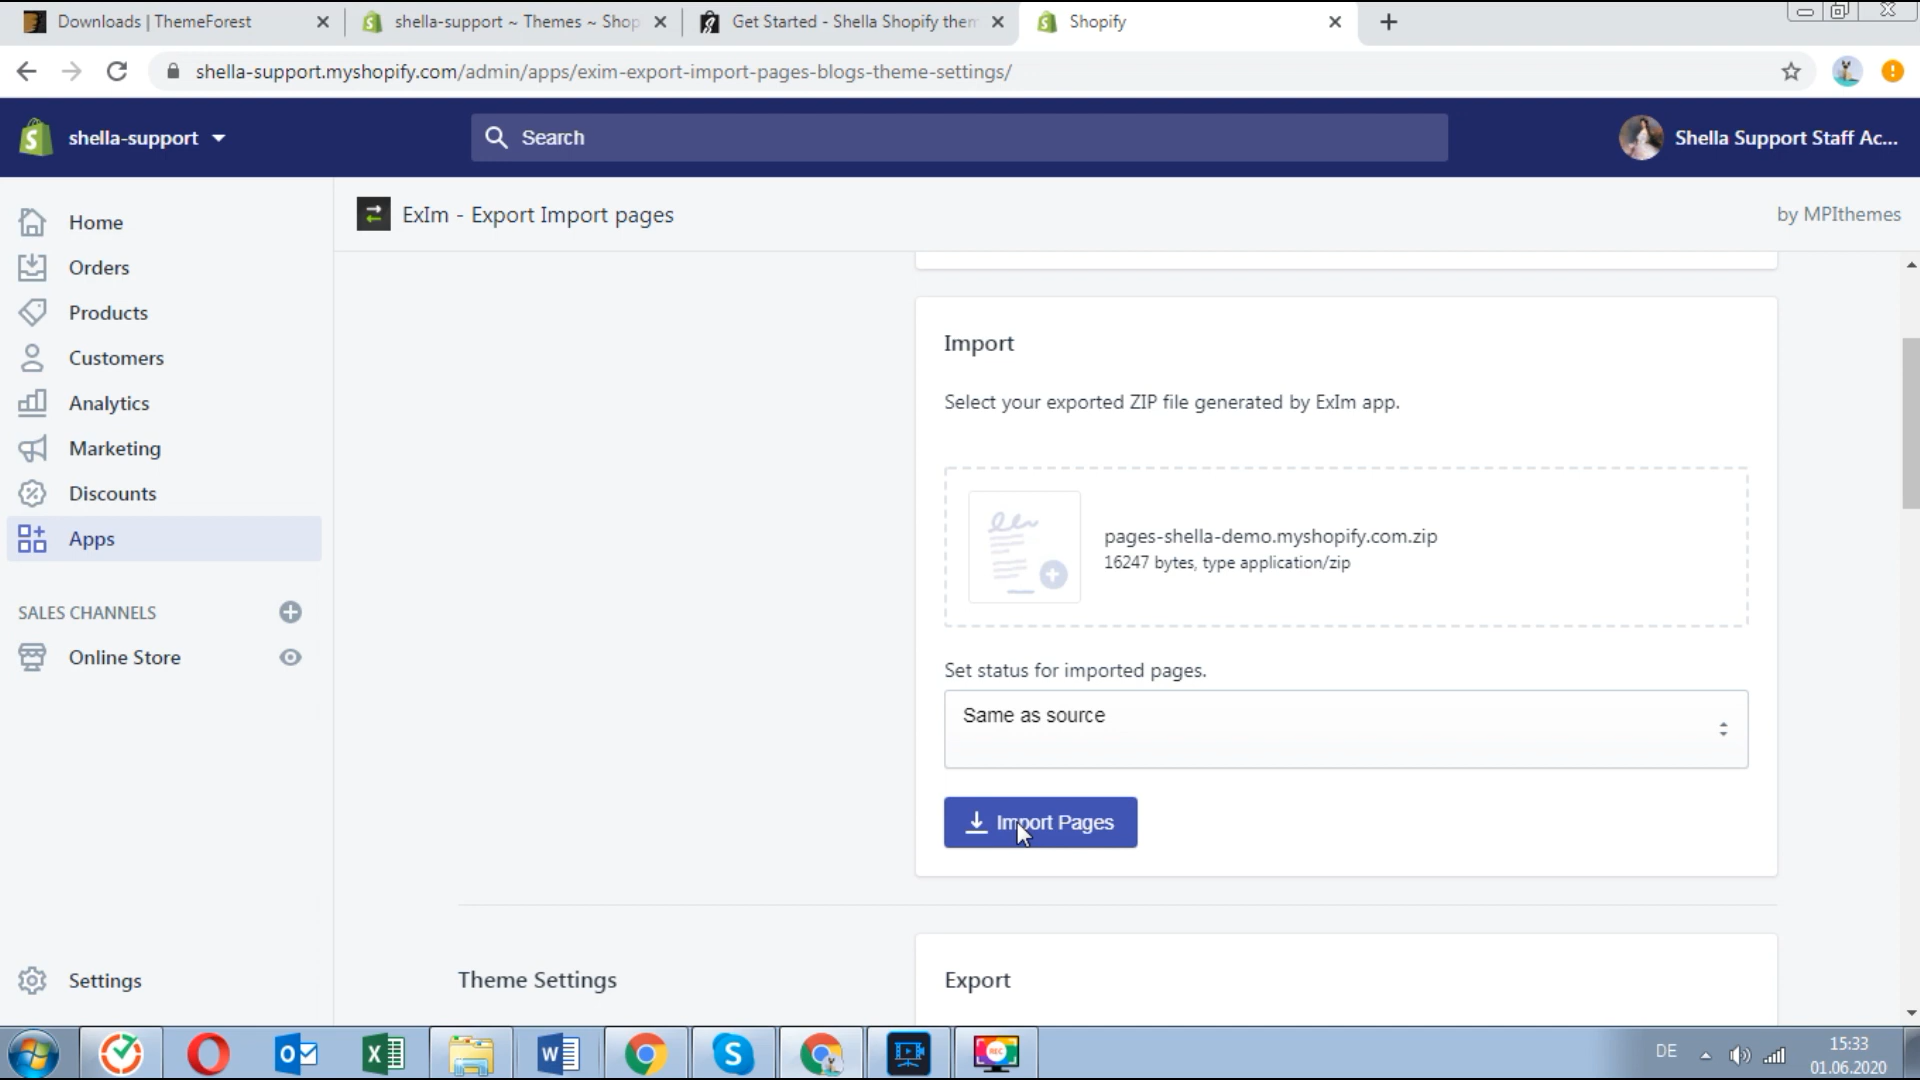 Downloads | ThemeForest
shella-support ~ Themes ~ Shop
Get Started - Shella Shopify them
Shopify
shella-support.myshopify.com/admin/apps/exim-export-import-pages-blogs-theme-settings/
shella-support
Search
Shella Support Staff Ac...
ExIm - Export Import pages
by MPIthemes
Home
Orders
Products
Customers
Analytics
Marketing
Discounts
Apps
SALES CHANNELS
Online Store
Settings
Import
Select your exported ZIP file generated by ExIm app.
pages-shella-demo.myshopify.com.zip
16247 bytes, type application/zip
Set status for imported pages.
Same as source
Import Pages
Theme Settings
Export
REC
DE
15:33
01.06.2020